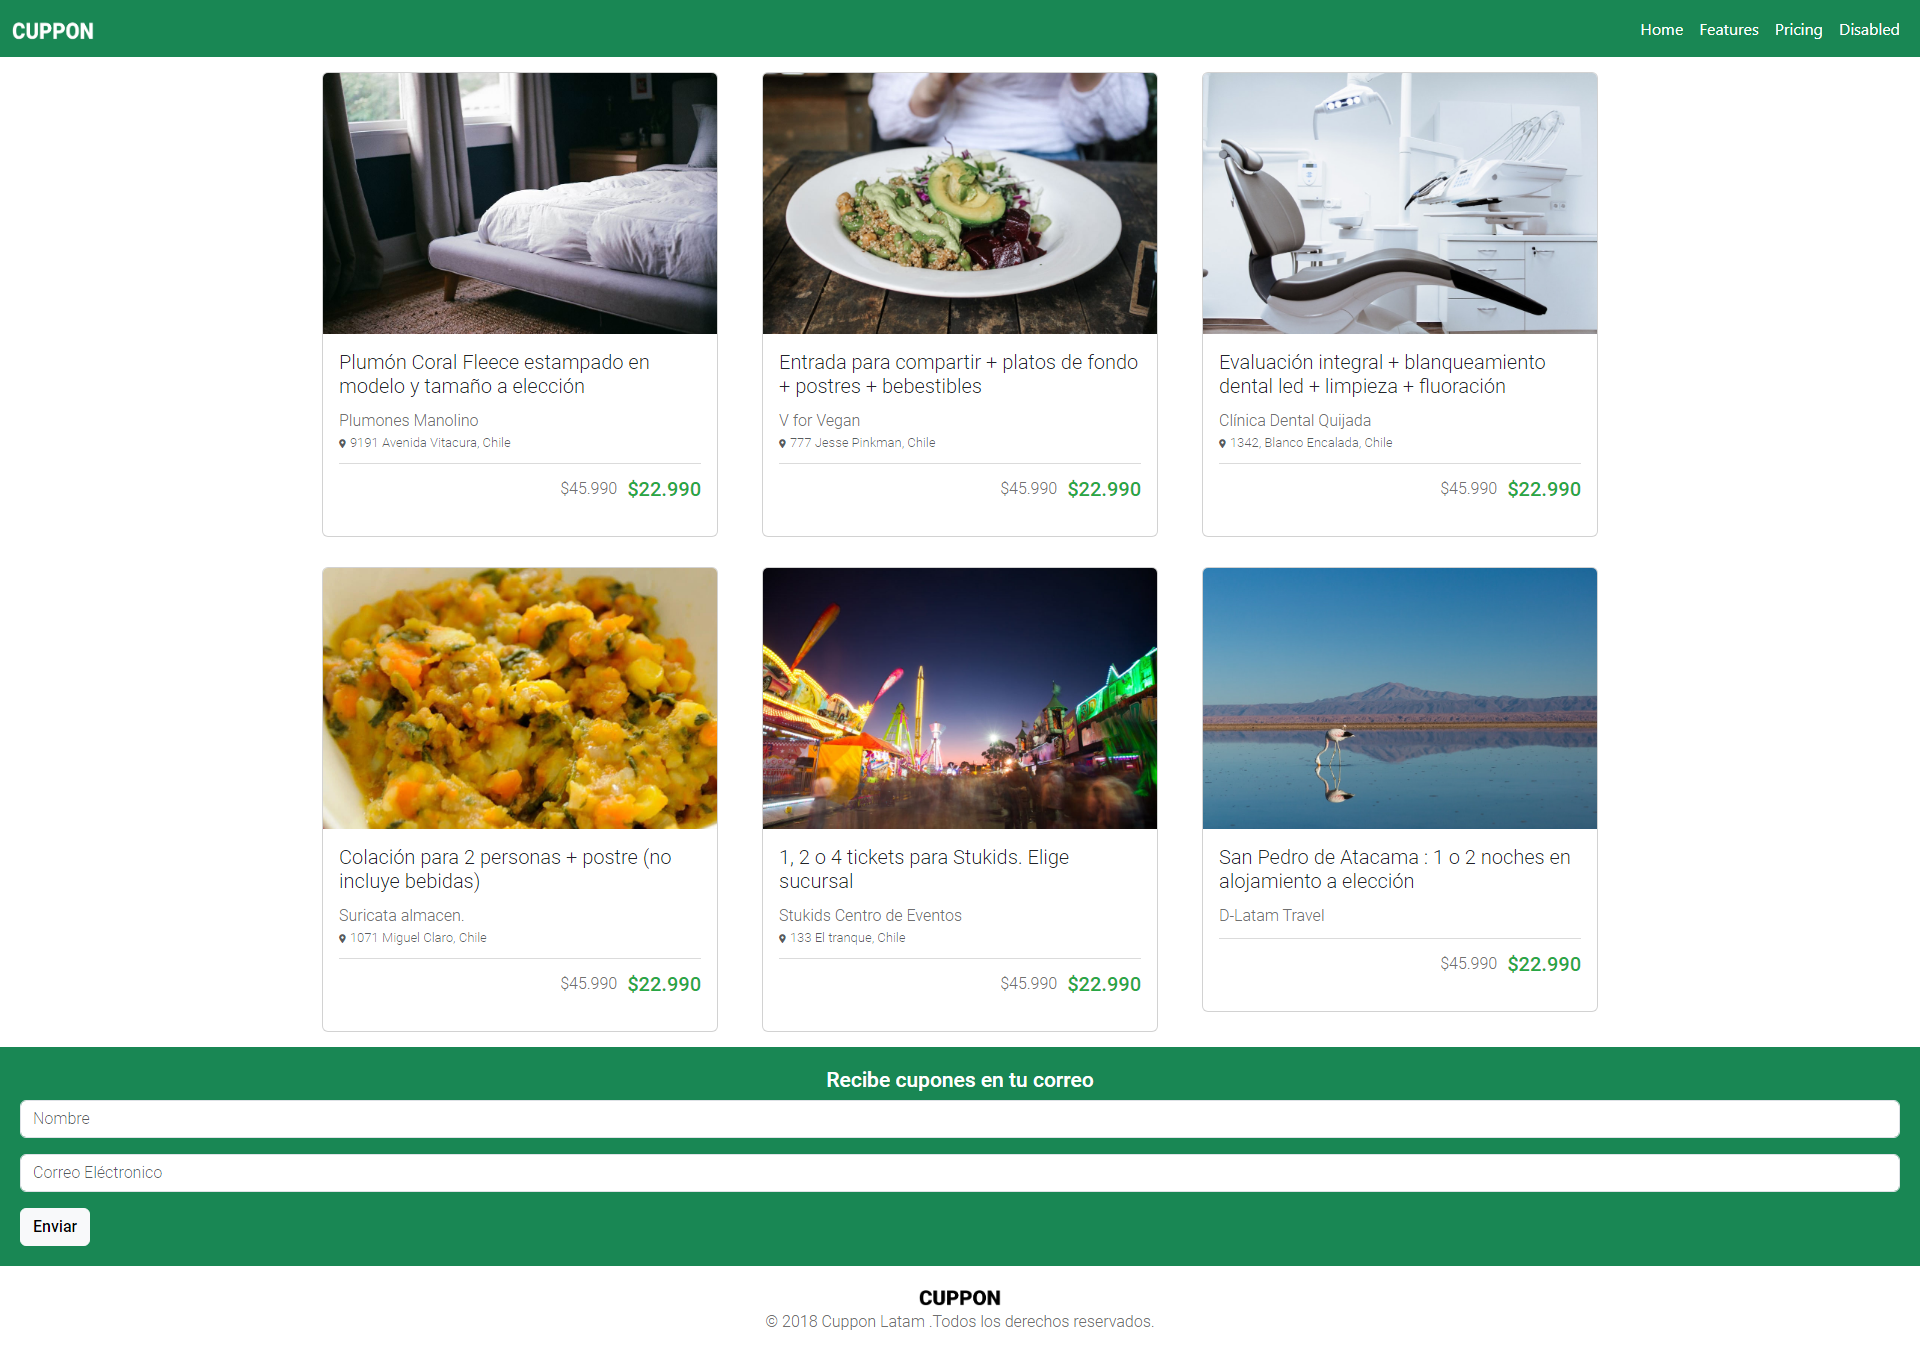 CUPPON
Home Features Pricing Disabled
Plumón Coral Fleece estampado en
modelo y tamaño a elección
Plumones Manolino
9191 Avenida Vitacura, Chile
$45.990 $22.990
Entrada para compartir + platos de fondo
+ postres + bebestibles
V for Vegan
777 Jesse Pinkman, Chile
$45.990 $22.990
Evaluación integral + blanqueamiento
dental led + limpieza + fluoración
Clínica Dental Quijada
1342, Blanco Encalada, Chile
$45.990 $22.990
Colación para 2 personas + postre (no
incluye bebidas)
Suricata almacen.
1071 Miguel Claro, Chile
$45.990 $22.990
1, 2 o 4 tickets para Stukids. Elige
sucursal
Stukids Centro de Eventos
133 El tranque, Chile
$45.990 $22.990
San Pedro de Atacama : 1 o 2 noches en
alojamiento a elección
D-Latam Travel
$45.990 $22.990
Recibe cupones en tu correo
Nombre
Correo Eléctronico
Enviar
CUPPON
© 2018 Cuppon Latam .Todos los derechos reservados.